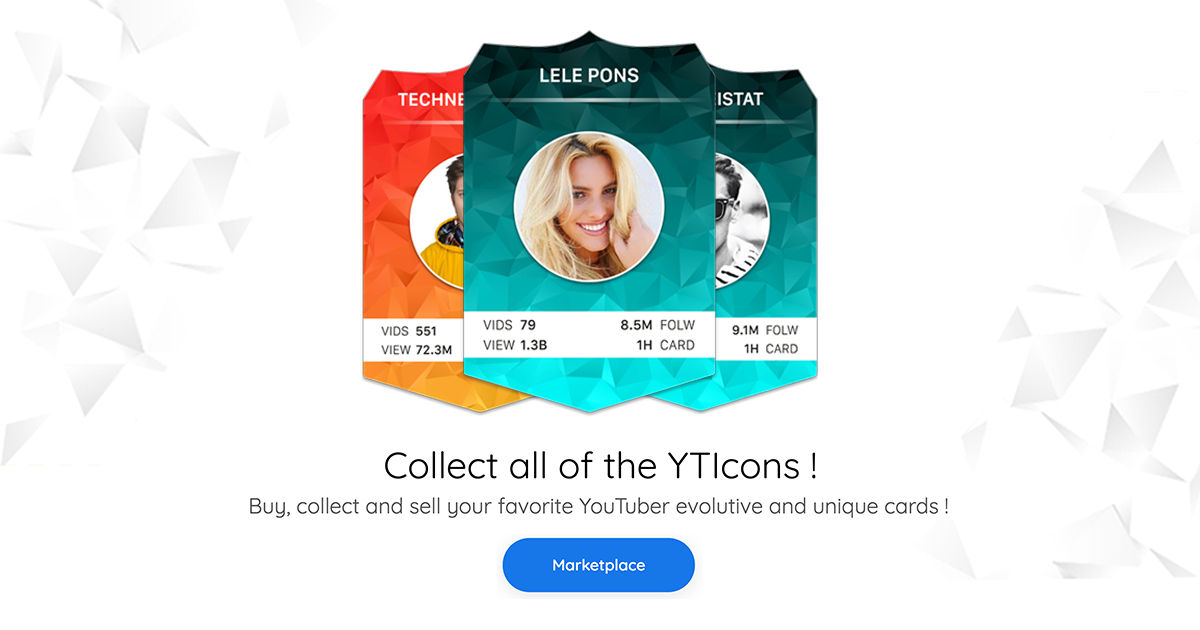 LELE PONS
TECHNE
ISTAT
VIDS 551
VIEW 72.3M
VIDS 79
8.5M FOLW
VIEW 1.3B
1H CARD
9.1M FOLW
1H CARD
Collect all of the YTIcons !
Buy, collect and sell your favorite YouTuber evolutive and unique cards !
Marketplace